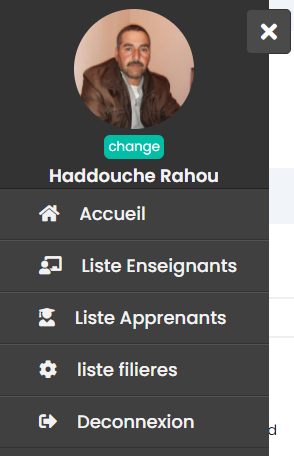 change
Haddouche Rahou
Accueil
Liste Enseignants
Liste Apprenants
liste filieres
Deconnexion
d